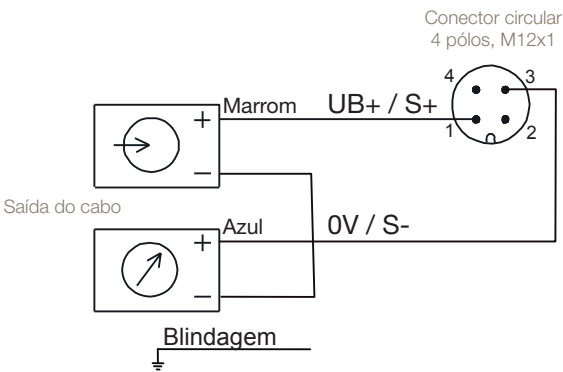 Conector circular
4 pólos, M12x1
4
3
1
2
+
Marrom
UB+ / S+
–
Saída do cabo
+
Azul
0V / S-
–
Blindagem